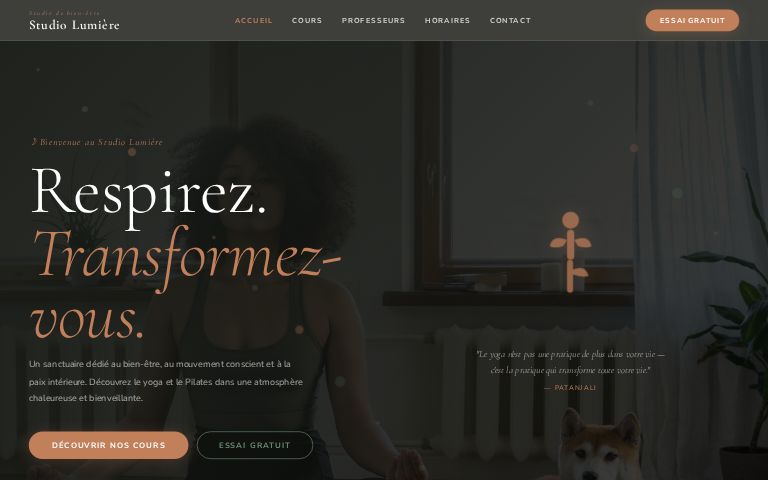 Studio de bien-être
Studio Lumière
ACCUEIL
COURS
PROFESSEURS
HORAIRES
CONTACT
ESSAI GRATUIT
☽ Bienvenue au Studio Lumière
Respirez.
Transformez-
vous.
Un sanctuaire dédié au bien-être, au mouvement conscient et à la
paix intérieure. Découvrez le yoga et le Pilates dans une atmosphère
chaleureuse et bienveillante.
DÉCOUVRIR NOS COURS
ESSAI GRATUIT
"Le yoga n'est pas une pratique de plus dans votre vie —
c'est la pratique qui transforme toute votre vie."
— PATANJALI